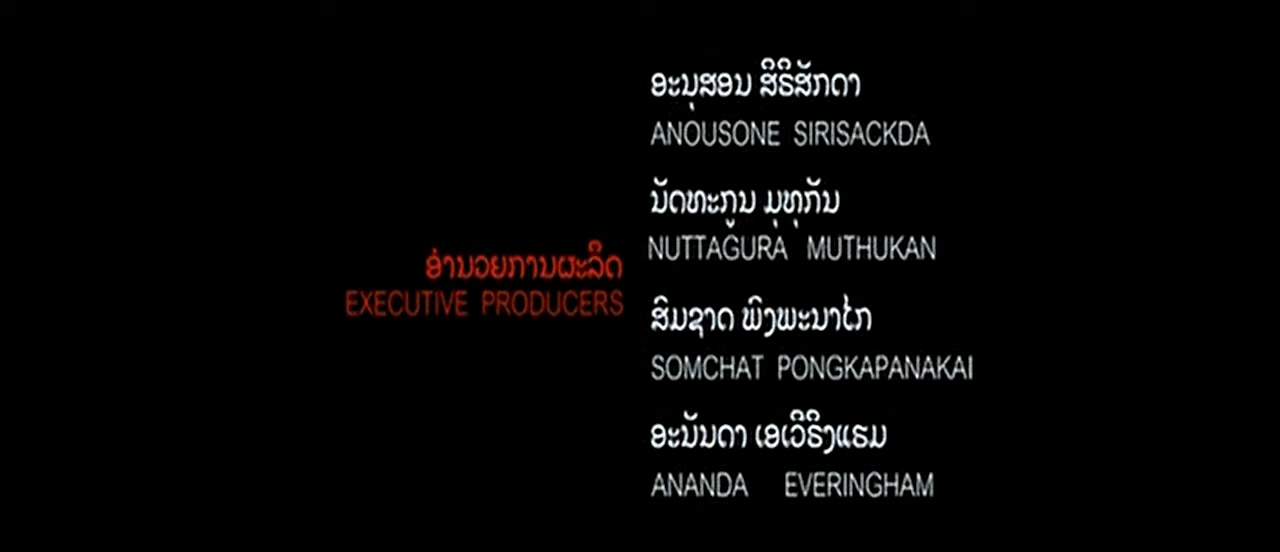 ອຳນວຍການຜະລິດ
EXECUTIVE PRODUCERS
ອະນຸສອນ ສິຣິສັກດາ
ANOUSONE SIRISACKDA
ນັດທະກູນ ມຸທຸກັນ
NUTTAGURA MUTHUKAN
ສົມຊາດ ພົງພະນາໄກ
SOMCHAT PONGKAPANAKAI
ອະນັນດາ ເອເວີຣິງແຮມ
ANANDA EVERINGHAM